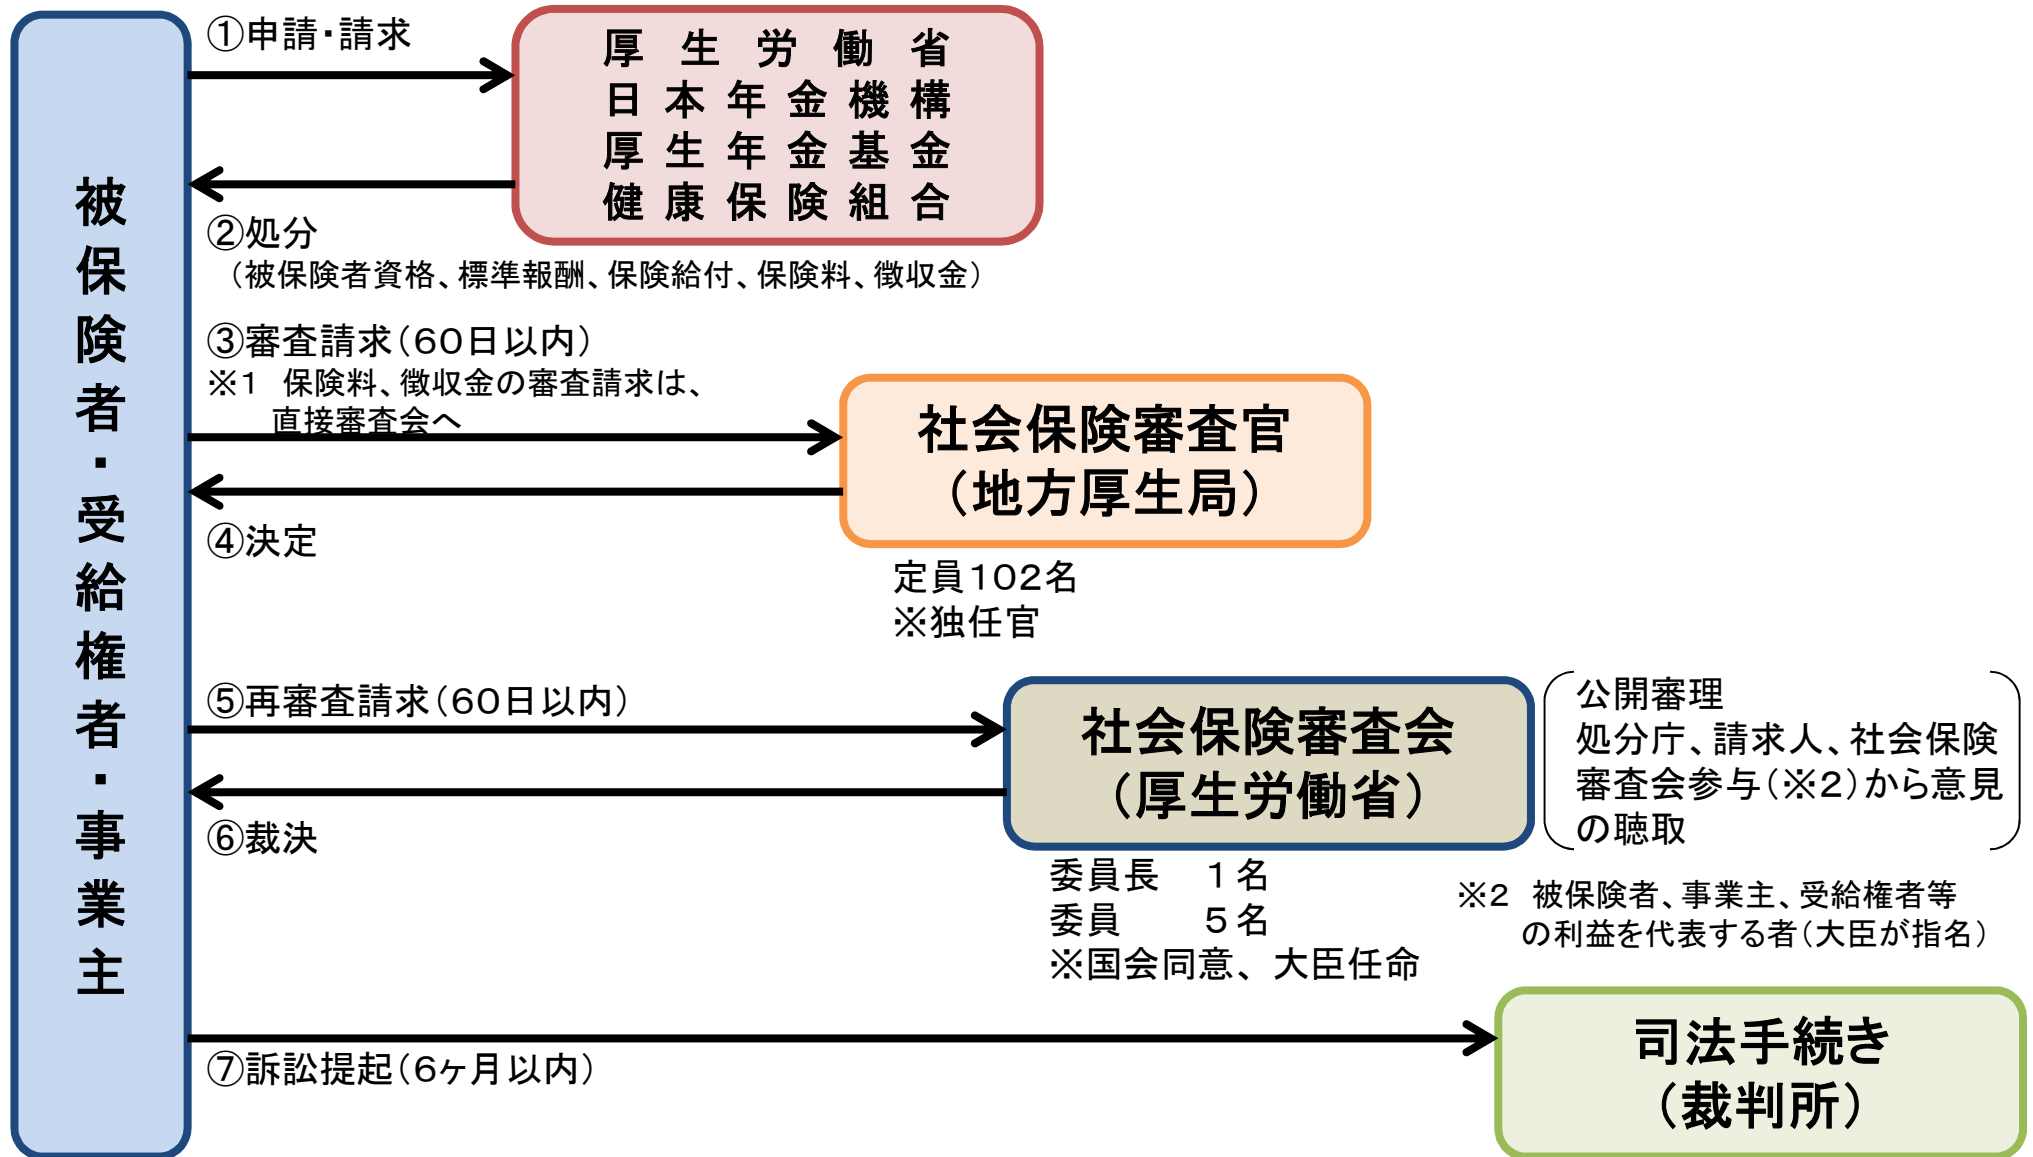 被保険者・受給権者・事業主
①申請・請求
厚生労働省
日本年金機構
厚生年金基金
健康保険組合
②処分
（被保険者資格、標準報酬、保険給付、保険料、徴収金）
③審査請求（60日以内）
※1　保険料、徴収金の審査請求は、
直接審査会へ
社会保険審査官
（地方厚生局）
④決定
定員102名
※独任官
⑤再審査請求（60日以内）
社会保険審査会
（厚生労働省）
公開審理
処分庁、請求人、社会保険
審査会参与（※2）から意見
の聴取
⑥裁決
委員長　1名
委員　　5名
※国会同意、大臣任命
※2　被保険者、事業主、受給権者等
の利益を代表する者（大臣が指名）
⑦訴訟提起（6ヶ月以内）
司法手続き
（裁判所）